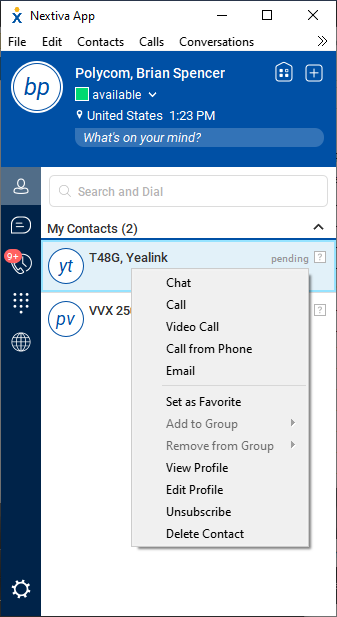 Nextiva App
File Edit Contacts Calls Conversations
bp
Polycom, Brian Spencer
available
United States 1:23 PM
What's on your mind?
Search and Dial
My Contacts (2)
yt
T48G, Yealink
pending ?
9+
pv
VVX 25
?
Chat
Call
Video Call
Call from Phone
Email
Set as Favorite
Add to Group
Remove from Group
View Profile
Edit Profile
Unsubscribe
Delete Contact